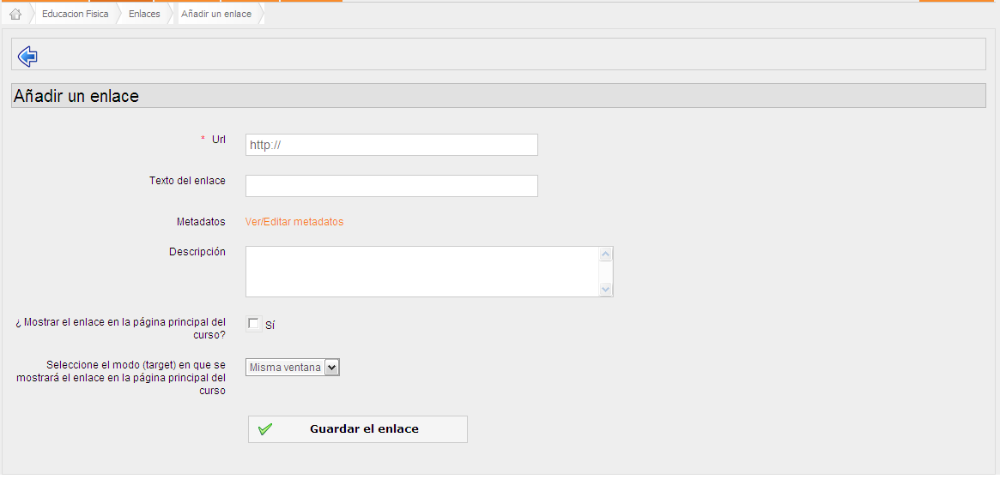 Educacion Fisica Enlaces Añadir un enlace
Añadir un enlace
* Url http://
Texto del enlace
Metadatos Ver/Editar metadatos
Descripción
¿ Mostrar el enlace en la página principal del
curso?
Sí
Seleccione el modo (target) en que se
mostrará el enlace en la página principal del
curso
Misma ventana
Guardar el enlace